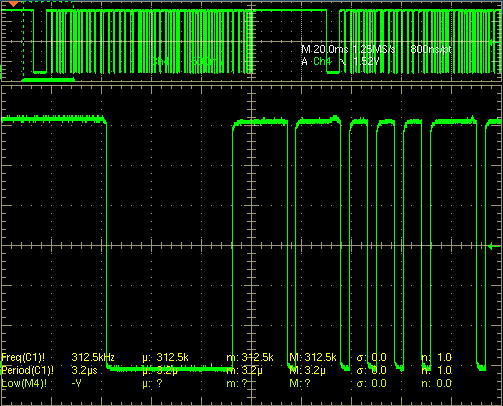 M 20.0ms 1.25MS/s 800ns/pt
A Ch4 1.52V
Freq(C1)! 312.5kHz µ: 312.5k m: 312.5k M: 312.5k σ: 0.0 n: 1.0
Period(C1)! 3.2µs µ: 3.2µ m: 3.2µ M: 3.2µ σ: 0.0 n: 1.0
Low(M4)! -V µ: ? m: ? M: ? σ: 0.0 n: 0.0